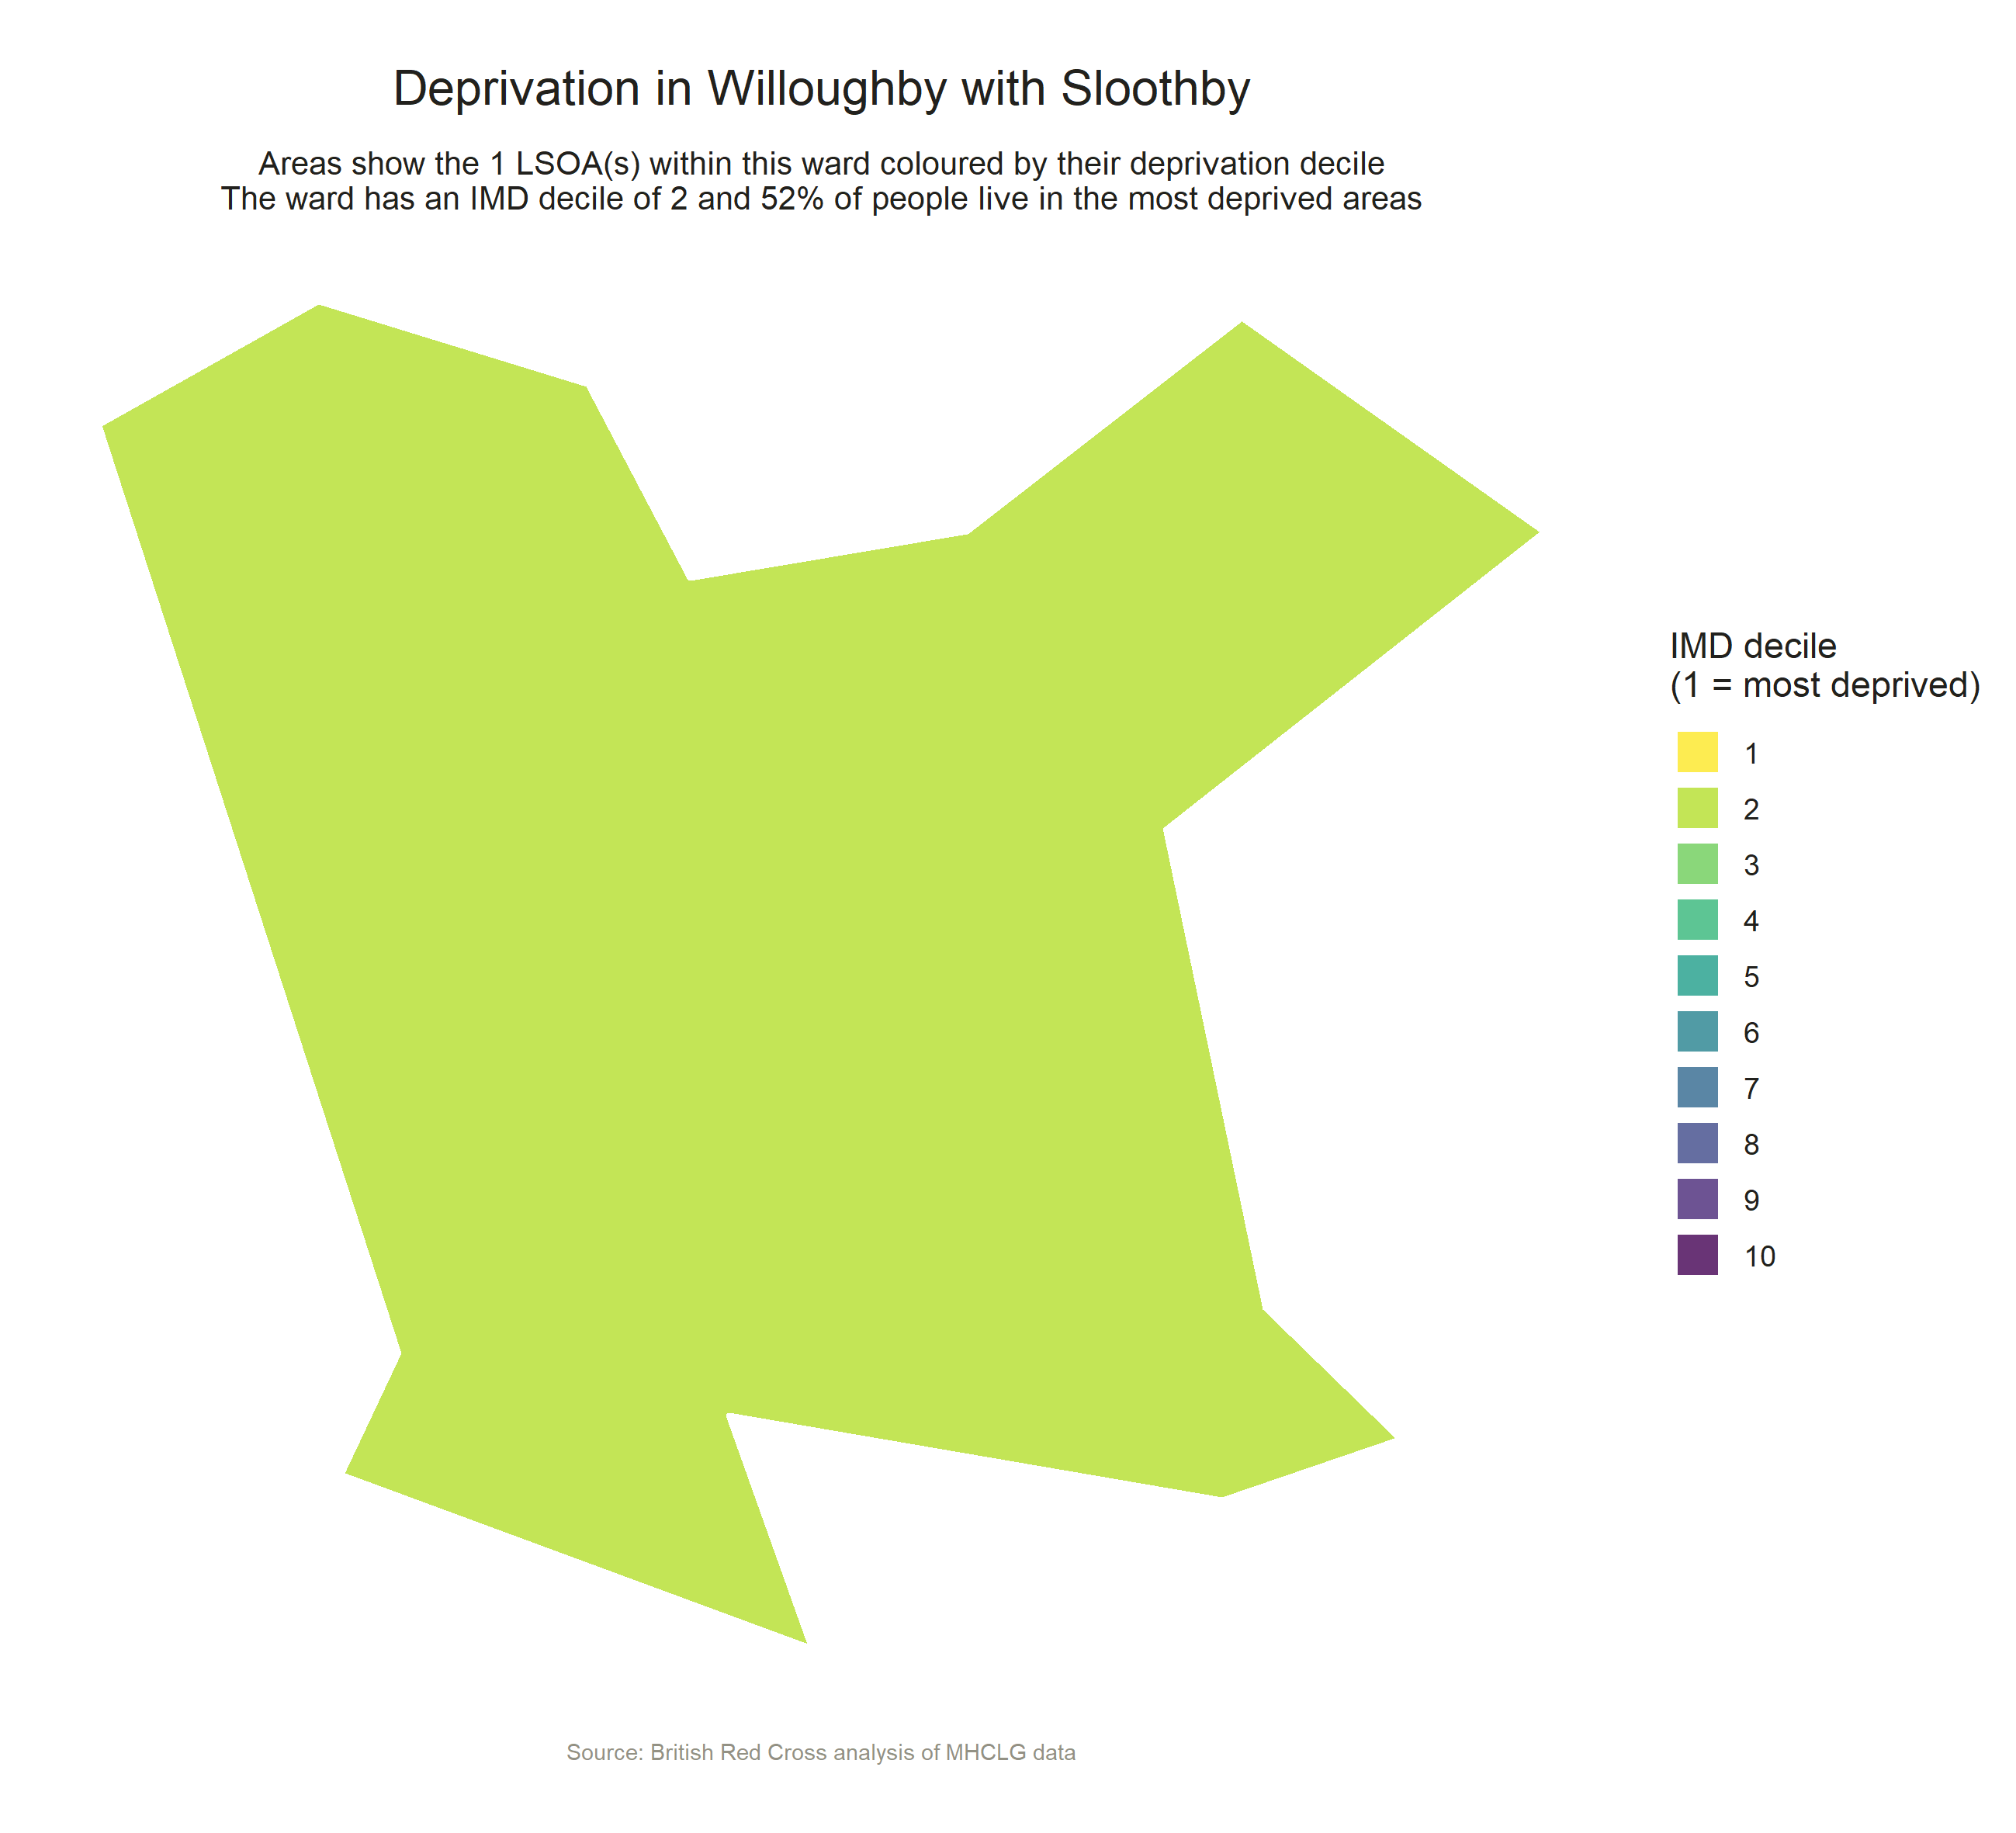 Deprivation in Willoughby with Sloothby
Areas show the 1 LSOA(s) within this ward coloured by their deprivation decile
The ward has an IMD decile of 2 and 52% of people live in the most deprived areas
IMD decile
(1 = most deprived)
1
2
3
4
5
6
7
8
9
10
Source: British Red Cross analysis of MHCLG data